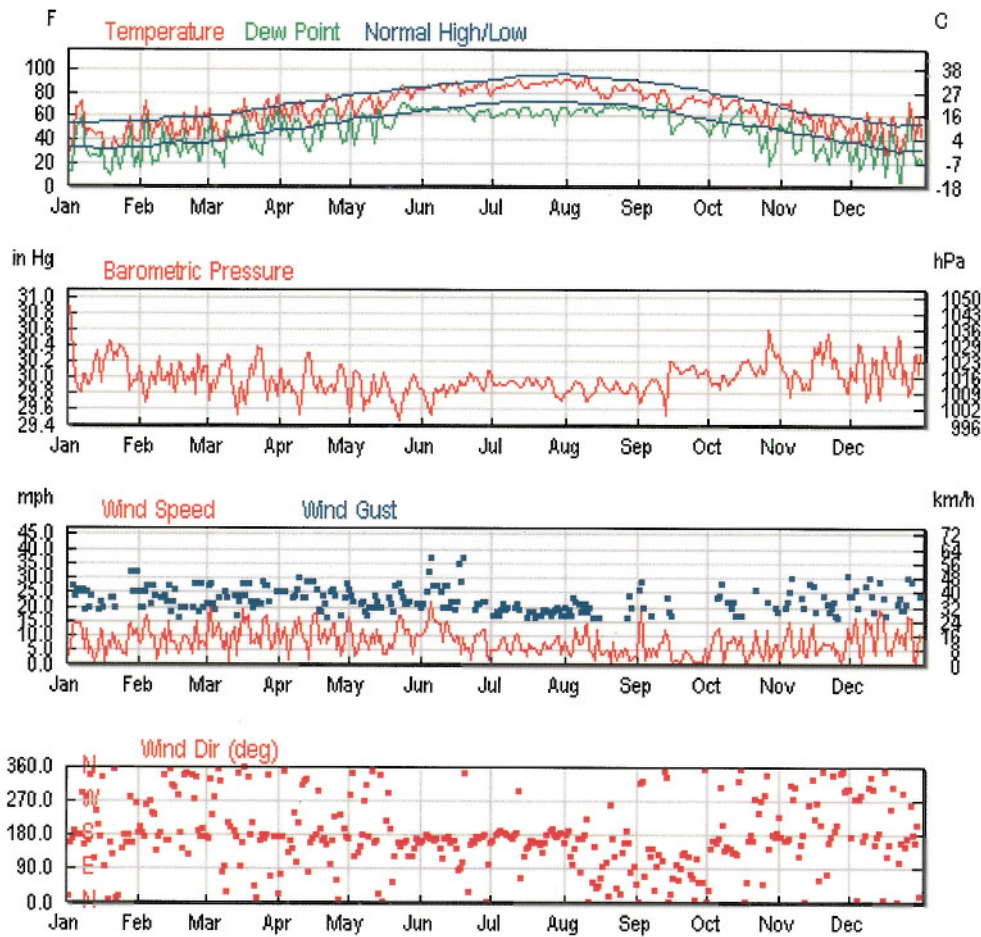 F C
Temperature Dew Point Normal High/Low
100 38
80 27
60 16
40 4
20 -7
0 -18
Jan Feb Mar Apr May Jun Jul Aug Sep Oct Nov Dec
in Hg hPa
Barometric Pressure
31.0 1050
30.8 1043
30.6 1036
30.4 1029
30.2 1023
30.0 1016
29.8 1009
29.6 1002
29.4 996
Jan Feb Mar Apr May Jun Jul Aug Sep Oct Nov Dec
mph km/h
Wind Speed Wind Gust
45.0 72
40.0 64
35.0 56
30.0 48
25.0 40
20.0 32
15.0 24
10.0 16
5.0 8
0.0 0
Jan Feb Mar Apr May Jun Jul Aug Sep Oct Nov Dec
Wind Dir (deg)
360.0 N
270.0 W
180.0 S
90.0 E
0.0 N
Jan Feb Mar Apr May Jun Jul Aug Sep Oct Nov Dec